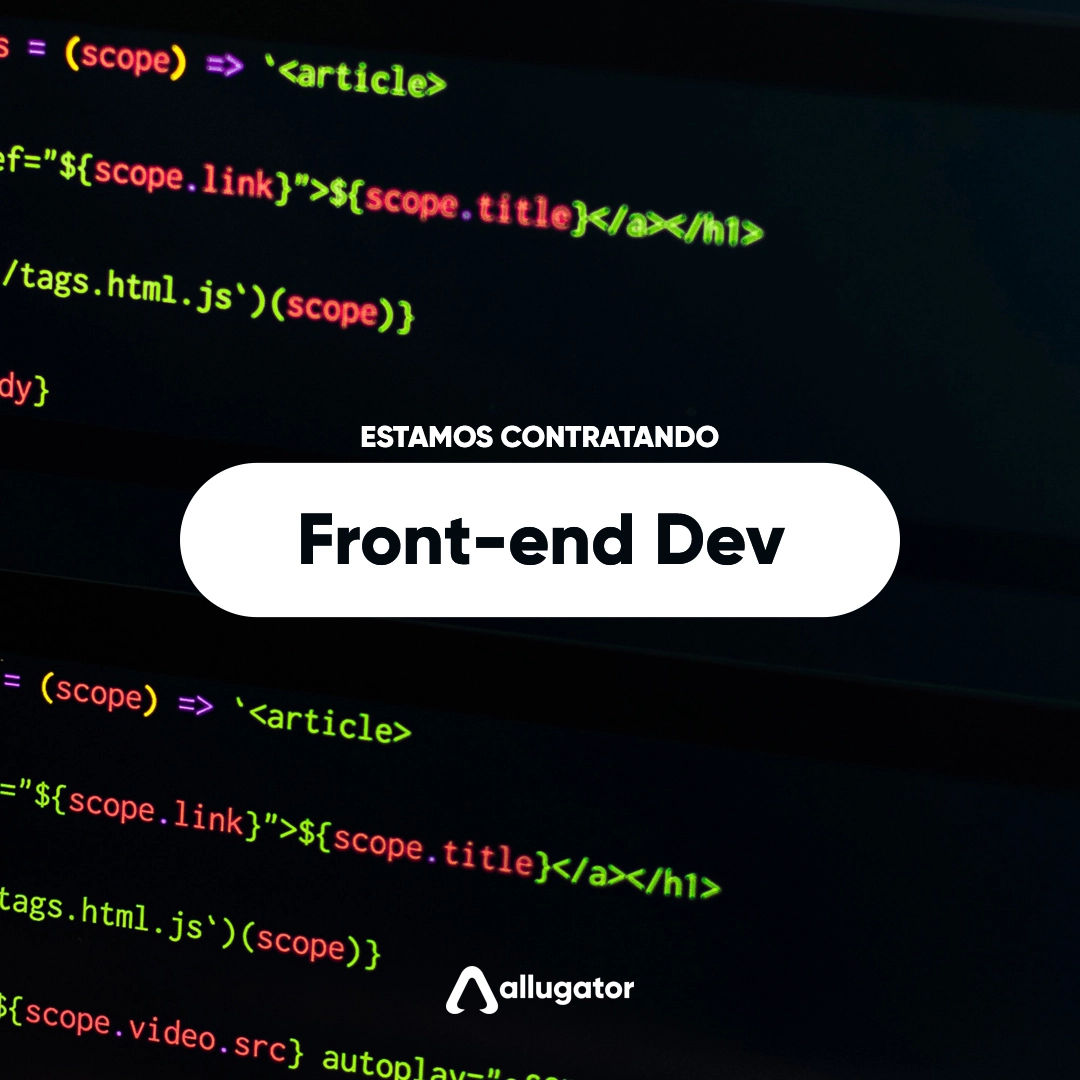 s = (scope) => `<article>
ef="${scope.link}">${scope.title}</a></h1>
/tags.html.js`)(scope)}
dy}
ESTAMOS CONTRATANDO
Front-end Dev
= (scope) => `<article>
="${scope.link}">${scope.title}</a></h1>
tags.html.js`)(scope)}
allugator
${scope.video.src} autoplay="